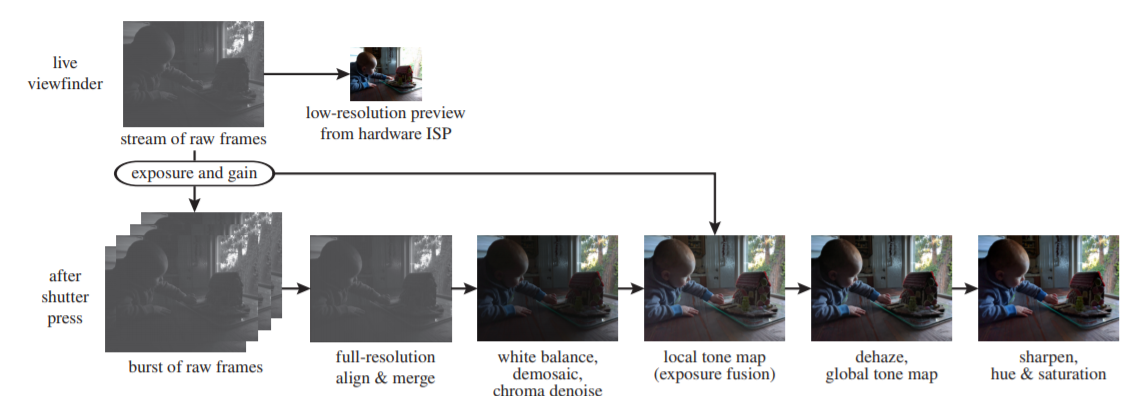 live
viewfinder
stream of raw frames
low-resolution preview
from hardware ISP
exposure and gain
after
shutter
press
burst of raw frames
full-resolution
align & merge
white balance,
demosaic,
chroma denoise
local tone map
(exposure fusion)
dehaze,
global tone map
sharpen,
hue & saturation